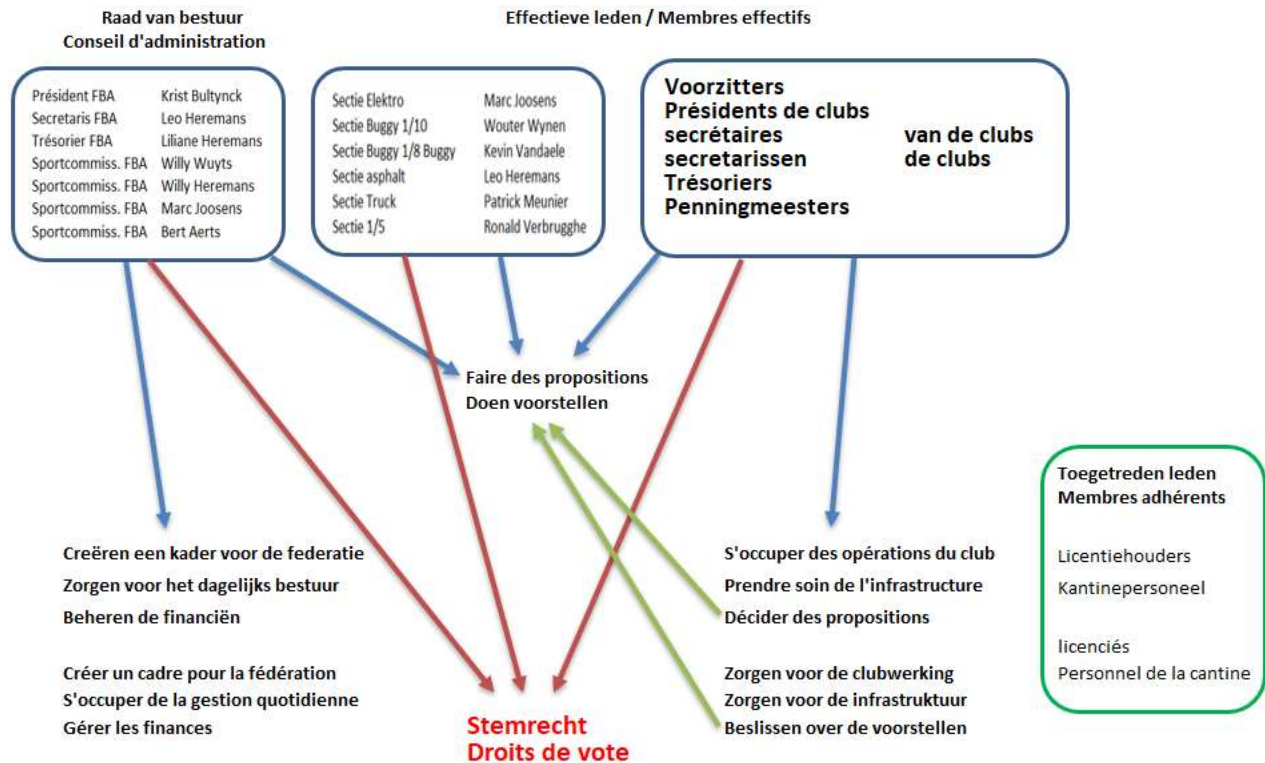 Raad van bestuur
Conseil d'administration
Effectieve leden / Membres effectifs
Président FBA Krist Bultynck
Secretaris FBA Leo Heremans
Trésorier FBA Liliane Heremans
Sportcommiss. FBA Willy Wuyts
Sportcommiss. FBA Willy Heremans
Sportcommiss. FBA Marc Joosens
Sportcommiss. FBA Bert Aerts
Sectie Elektro Marc Joosens
Sectie Buggy 1/10 Wouter Wynen
Sectie Buggy 1/8 Buggy Kevin Vandaele
Sectie asphalt Leo Heremans
Sectie Truck Patrick Meunier
Sectie 1/5 Ronald Verbrugghe
Voorzitters
Présidents de clubs
secrétaires van de clubs
secretarissen de clubs
Trésoriers
Penningmeesters
Faire des propositions
Doen voorstellen
Creëren een kader voor de federatie
Zorgen voor het dagelijks bestuur
Beheren de financiën
Créer un cadre pour la fédération
S'occuper de la gestion quotidienne
Gérer les finances
Stemrecht
Droits de vote
S'occuper des opérations du club
Prendre soin de l'infrastructure
Décider des propositions
Zorgen voor de clubwerking
Zorgen voor de infrastruktuur
Beslissen over de voorstellen
Toegetreden leden
Membres adhérents
Licentiehouders
Kantinepersoneel
licenciés
Personnel de la cantine